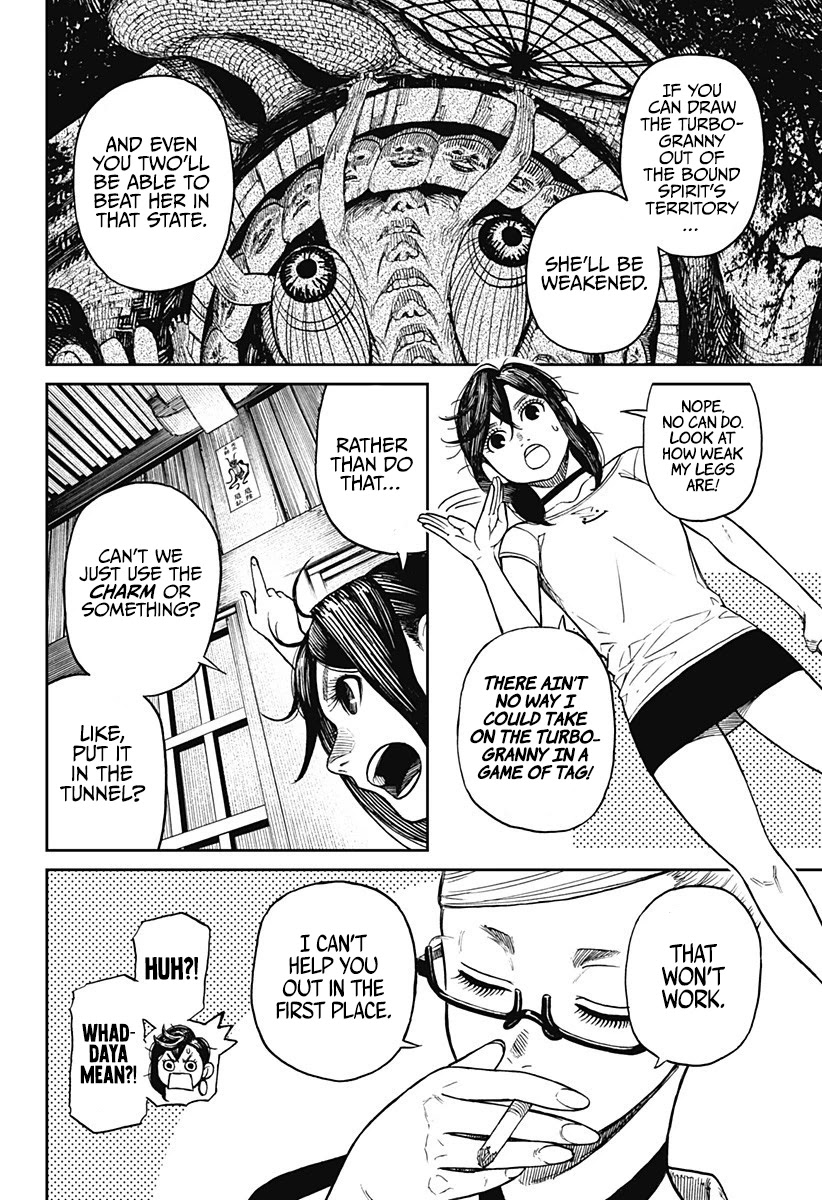 IF YOU
CAN DRAW
THE TURBO-
GRANNY
OUT OF
THE BOUND
SPIRIT'S
TERRITORY
...
SHE'LL BE
WEAKENED.
AND EVEN
YOU TWO'LL
BE ABLE TO
BEAT HER IN
THAT STATE.
NOPE,
NO CAN DO.
LOOK AT
HOW WEAK
MY LEGS
ARE!
THERE AIN'T
NO WAY I
COULD TAKE
ON THE TURBO-
GRANNY IN A
GAME OF TAG!
RATHER
THAN DO
THAT...
CAN'T WE
JUST USE THE
CHARM OR
SOMETHING?
LIKE,
PUT IT
IN THE
TUNNEL?
THAT
WON'T
WORK.
I CAN'T
HELP YOU
OUT IN THE
FIRST PLACE.
HUH?!
WHAD-
DAYA
MEAN?!